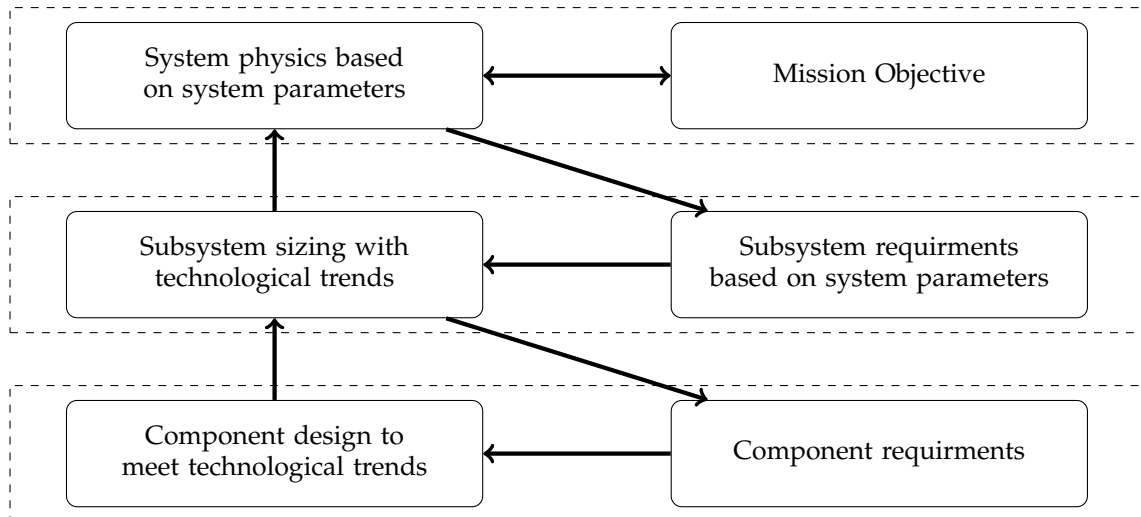 System physics based
on system parameters
Mission Objective
Subsystem sizing with
technological trends
Subsystem requirments
based on system parameters
Component design to
meet technological trends
Component requirments